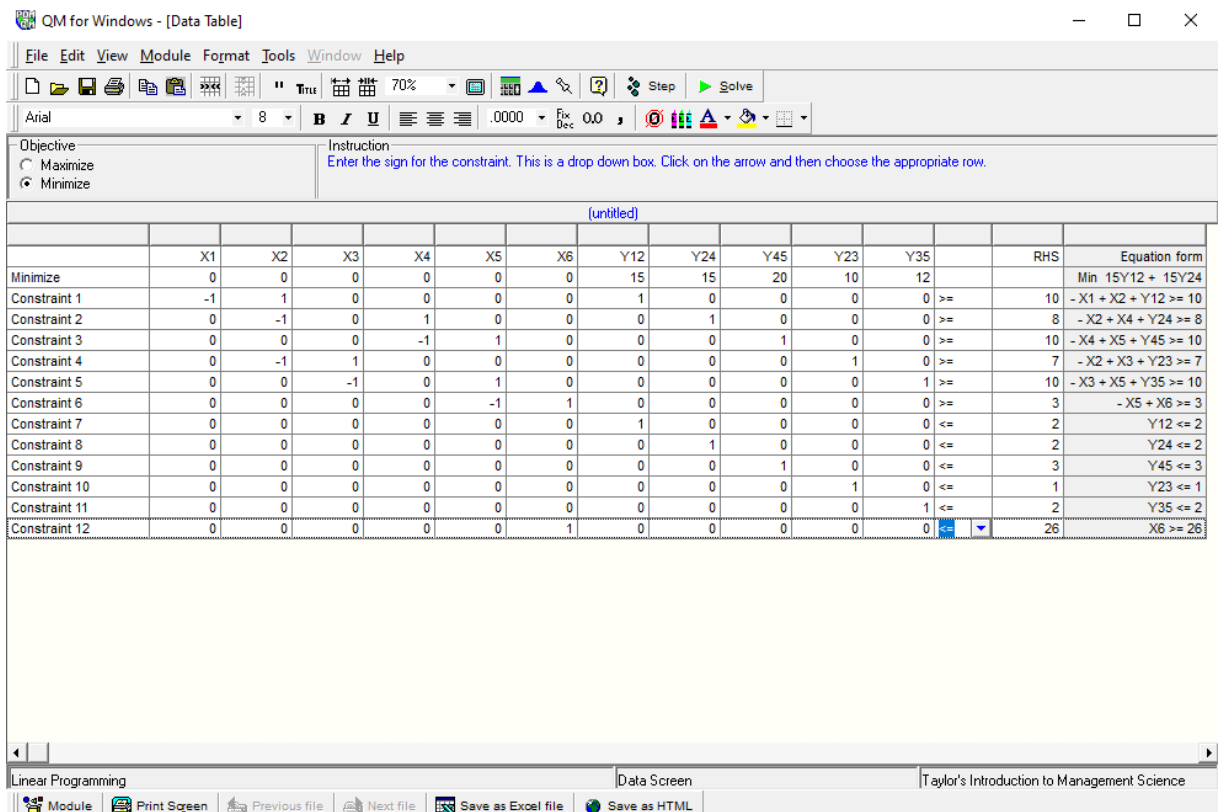 QM for Windows - [Data Table]
File Edit View Module Format Tools Window Help
" TITLE 70% Step Solve
Arial 8 B I U .0000 Fix Dec 0.0 , A
Objective
Maximize
Minimize
Instruction
Enter the sign for the constraint. This is a drop down box. Click on the arrow and then choose the appropriate row.
(untitled)
X1 X2 X3 X4 X5 X6 Y12 Y24 Y45 Y23 Y35 RHS Equation form
Minimize 0 0 0 0 0 0 15 15 20 10 12 Min 15Y12 + 15Y24
Constraint 1 -1 1 0 0 0 0 1 0 0 0 0 >= 10 - X1 + X2 + Y12 >= 10
Constraint 2 0 -1 0 1 0 0 0 1 0 0 0 >= 8 - X2 + X4 + Y24 >= 8
Constraint 3 0 0 0 -1 1 0 0 0 1 0 0 >= 10 - X4 + X5 + Y45 >= 10
Constraint 4 0 -1 1 0 0 0 0 0 0 1 0 >= 7 - X2 + X3 + Y23 >= 7
Constraint 5 0 0 -1 0 1 0 0 0 0 0 1 >= 10 - X3 + X5 + Y35 >= 10
Constraint 6 0 0 0 0 -1 1 0 0 0 0 0 >= 3 - X5 + X6 >= 3
Constraint 7 0 0 0 0 0 0 1 0 0 0 0 <= 2 Y12 <= 2
Constraint 8 0 0 0 0 0 0 0 1 0 0 0 <= 2 Y24 <= 2
Constraint 9 0 0 0 0 0 0 0 0 1 0 0 <= 3 Y45 <= 3
Constraint 10 0 0 0 0 0 0 0 0 0 1 0 <= 1 Y23 <= 1
Constraint 11 0 0 0 0 0 0 0 0 0 0 1 <= 2 Y35 <= 2
Constraint 12 0 0 0 0 0 1 0 0 0 0 0 <= 26 X6 >= 26
Linear Programming Data Screen Taylor's Introduction to Management Science
Module Print Screen Previous file Next file Save as Excel file Save as HTML